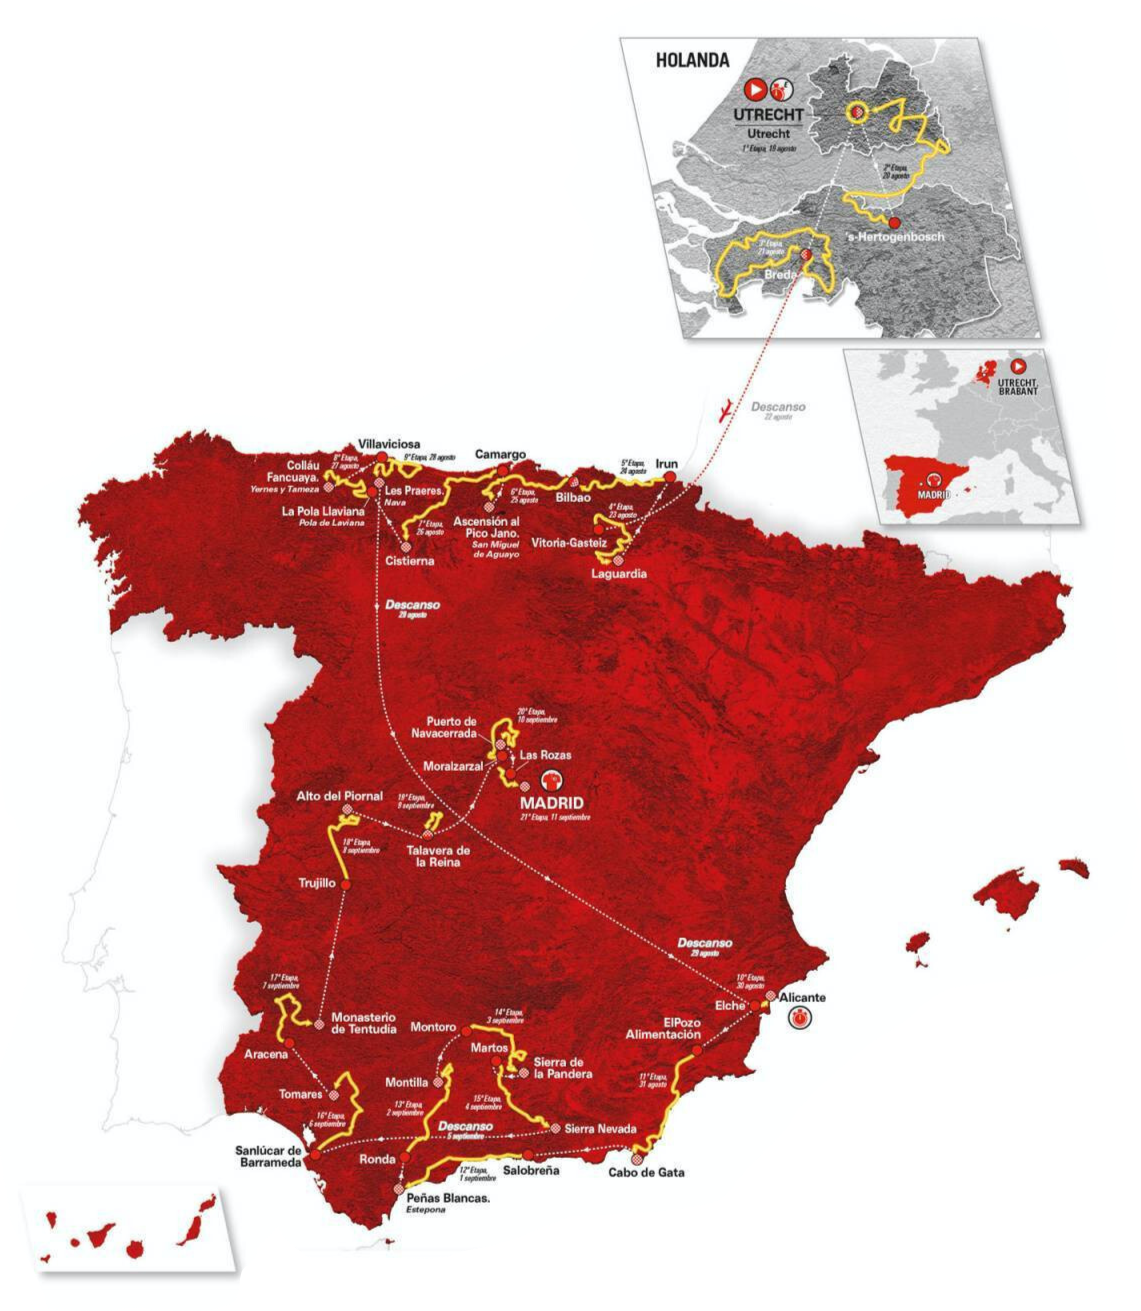 HOLANDA
UTRECHT
Utrecht
1ª Etapa, 19 agosto
2ª Etapa,
20 agosto
's-Hertogenbosch
3ª Etapa,
21 agosto
Breda
UTRECHT,
BRABANT
MADRID
Descanso
22 agosto
Villaviciosa
8ª Etapa,
27 agosto
9ª Etapa, 28 agosto
Colláu
Fancuaya.
Yernes y Tameza
Les Praeres.
Nava
La Pola Llaviana
Pola de Laviana
Camargo
5ª Etapa,
24 agosto
Irun
6ª Etapa,
25 agosto
Bilbao
7ª Etapa,
26 agosto
Ascensión al
Pico Jano.
San Miguel
de Aguayo
4ª Etapa,
23 agosto
Vitoria-Gasteiz
Cistierna
Laguardia
Descanso
29 agosto
20ª Etapa,
10 septiembre
Puerto de
Navacerrada
Las Rozas
Moralzarzal
MADRID
21ª Etapa, 11 septiembre
Alto del Piornal
19ª Etapa,
9 septiembre
18ª Etapa,
8 septiembre
Talavera de
la Reina
Trujillo
Descanso
29 agosto
17ª Etapa,
7 septiembre
10ª Etapa,
30 agosto
Elche
Alicante
Monasterio
de Tentudía
14ª Etapa,
3 septiembre
Montoro
ElPozo
Alimentación
Aracena
Martos
Sierra de
la Pandera
Montilla
11ª Etapa,
31 agosto
Tomares
15ª Etapa,
4 septiembre
13ª Etapa,
2 septiembre
16ª Etapa,
6 septiembre
Descanso
5 septiembre
Sierra Nevada
Sanlúcar de
Barrameda
Ronda
12ª Etapa,
1 septiembre
Salobreña
Cabo de Gata
Peñas Blancas.
Estepona